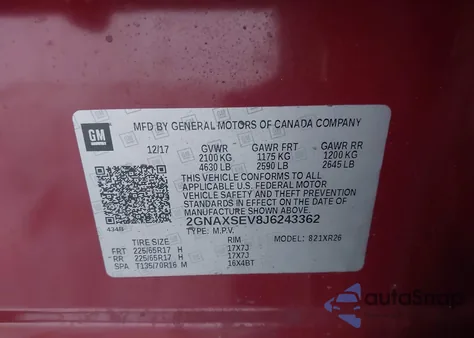 GM
MFD BY GENERAL MOTORS OF CANADA COMPANY
12/17 GVWR GAWR FRT GAWR RR
2100 KG 1175 KG 1200 KG
4630 LB 2590 LB 2645 LB
THIS VEHICLE CONFORMS TO ALL
APPLICABLE U.S. FEDERAL MOTOR
VEHICLE SAFETY, BUMPER, AND THEFT
PREVENTION STANDARDS IN EFFECT ON
THE DATE OF MANUFACTURE SHOWN ABOVE.
2GNAXSEV8J6243362
434B TYPE: M.P.V. MODEL: 821XR26
RIM
FRT 225/65R17 H 17X7J
RR 225/65R17 H 17X7J
SPA T135/70R16 M 16X4BT
autoStrap